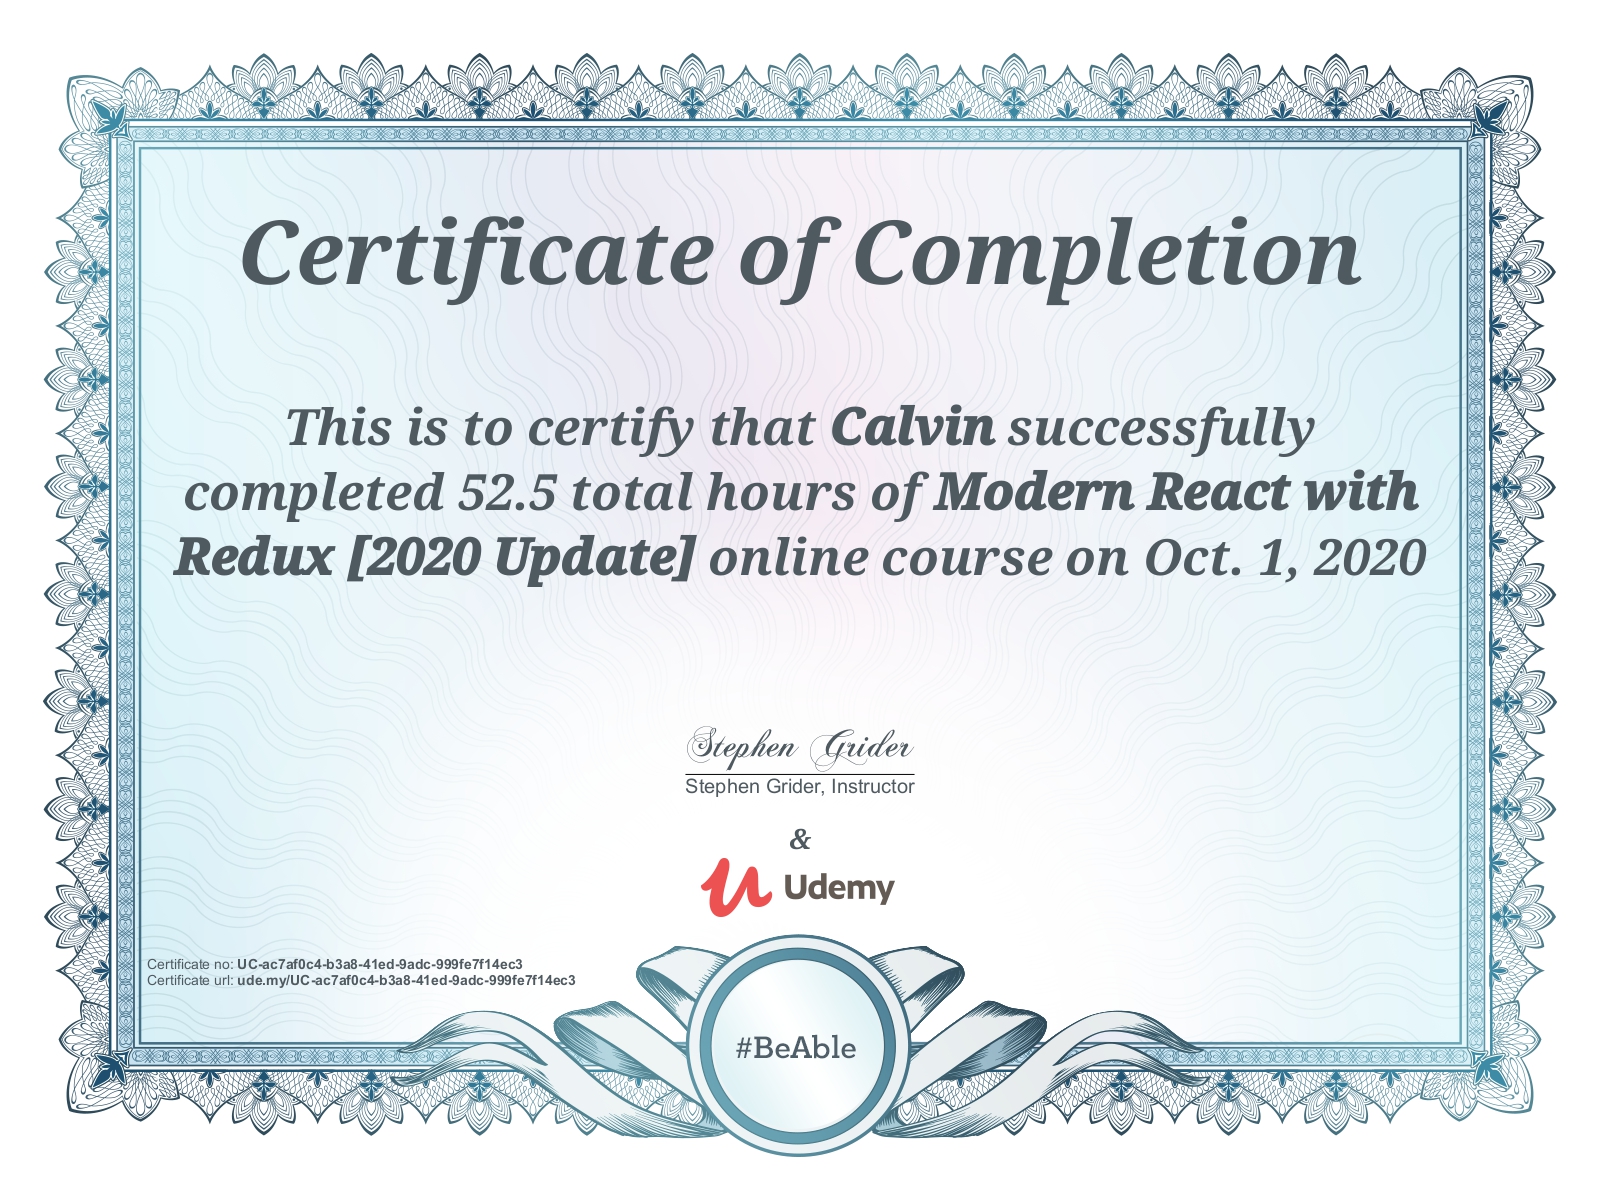 Certificate of Completion
This is to certify that Calvin successfully
completed 52.5 total hours of Modern React with
Redux [2020 Update] online course on Oct. 1, 2020
Stephen Grider
Stephen Grider, Instructor
&
Udemy
Certificate no: UC-ac7af0c4-b3a8-41ed-9adc-999fe7f14ec3
Certificate url: ude.my/UC-ac7af0c4-b3a8-41ed-9adc-999fe7f14ec3
#BeAble